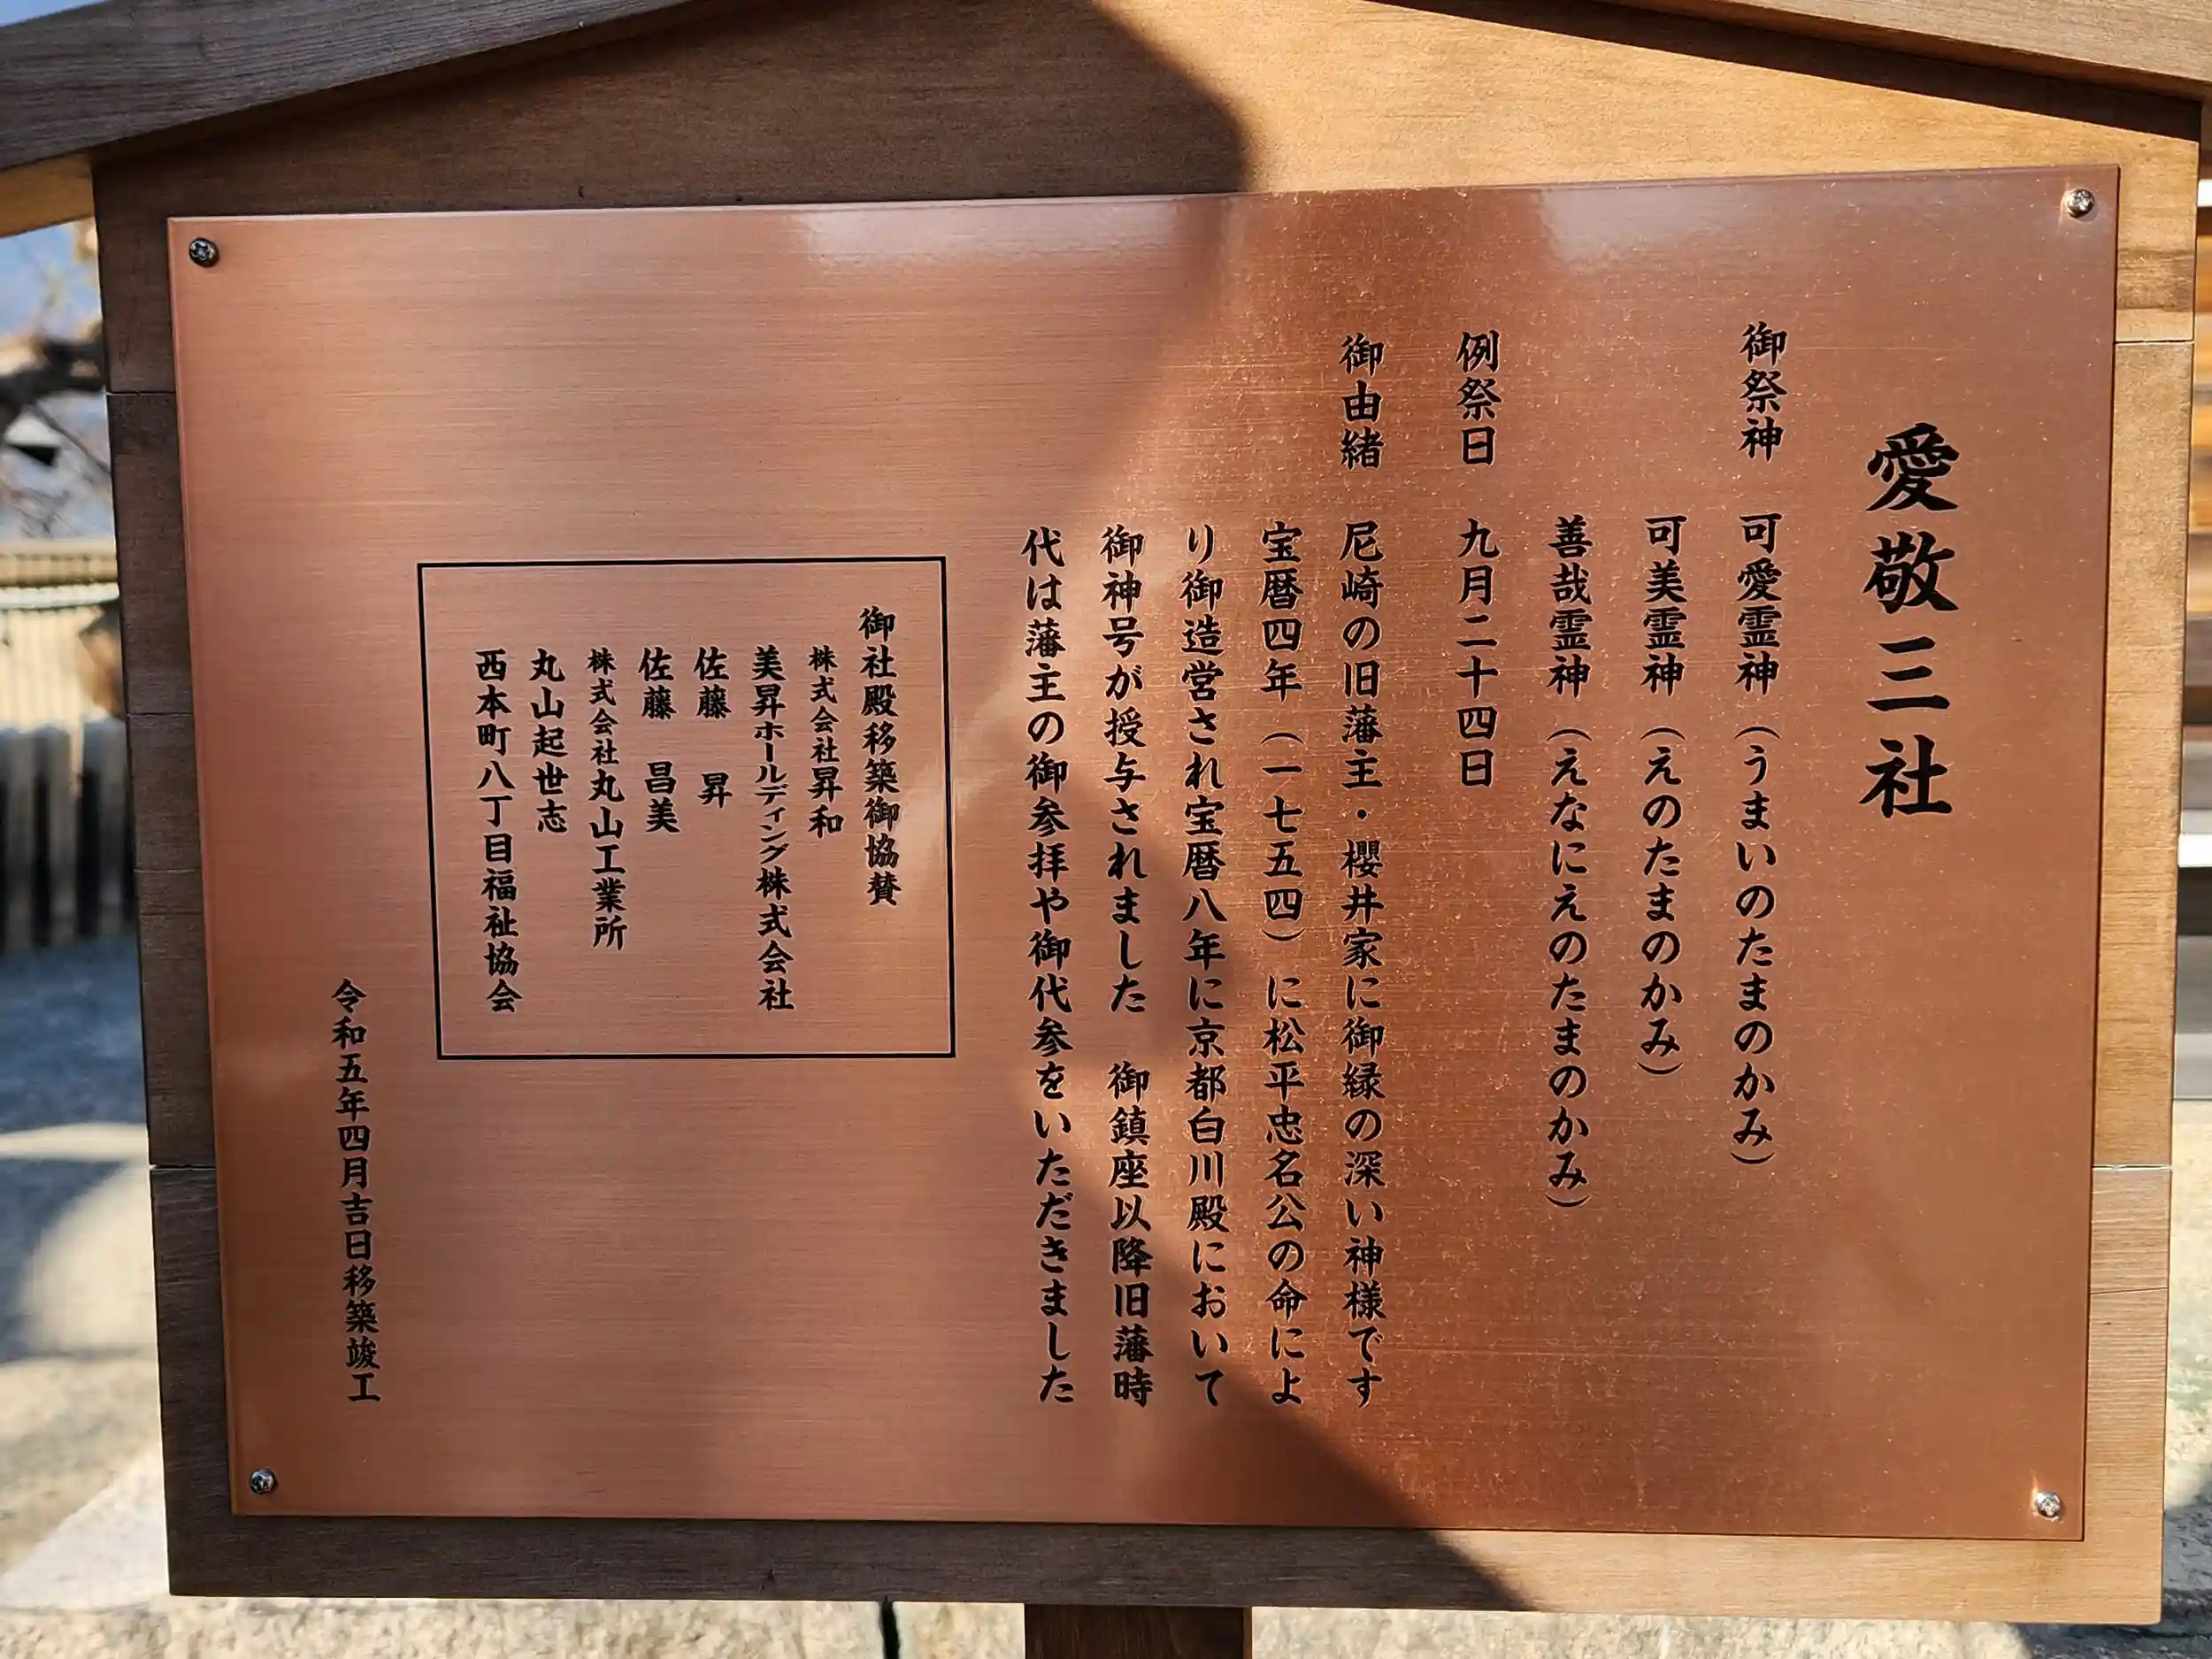 愛敬三社
御祭神　可愛霊神（うまいのたまのかみ）
可美霊神（えのたまのかみ）
善哉霊神（えなにえのたまのかみ）
例祭日　九月二十四日
御由緒　尼崎の旧藩主・櫻井家に御縁の深い神様です
宝暦四年（一七五四）に松平忠名公の命によ
り御造営され宝暦八年に京都白川殿において
御神号が授与されました　御鎮座以降旧藩時
代は藩主の御参拝や御代参をいただきました
御社殿移築御協賛
株式会社昇和
美昇ホールディング株式会社
佐藤　昇
佐藤　昌美
株式会社丸山工業所
丸山起世志
西本町八丁目福祉協会
令和五年四月吉日移築竣工